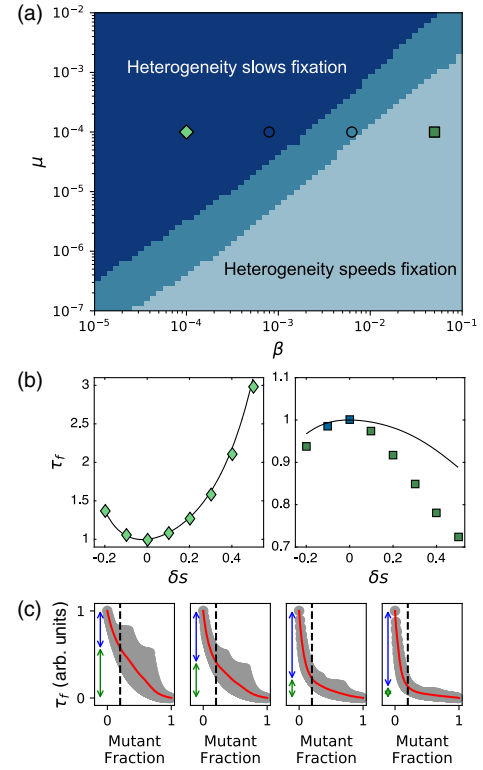 (a)
10⁻²
Heterogeneity slows fixation
10⁻³
10⁻⁴
μ
10⁻⁵
10⁻⁶
Heterogeneity speeds fixation
10⁻⁷
10⁻⁵ 10⁻⁴ 10⁻³ 10⁻² 10⁻¹
β
(b)
3
2.5
2
1.5
1
τf
-0.2 0 0.2 0.4
δs
1.1
1
0.9
0.8
0.7
-0.2 0 0.2 0.4
δs
(c)
τf (arb. units)
1
0
0 1
Mutant
Fraction
0 1
Mutant
Fraction
0 1
Mutant
Fraction
0 1
Mutant
Fraction